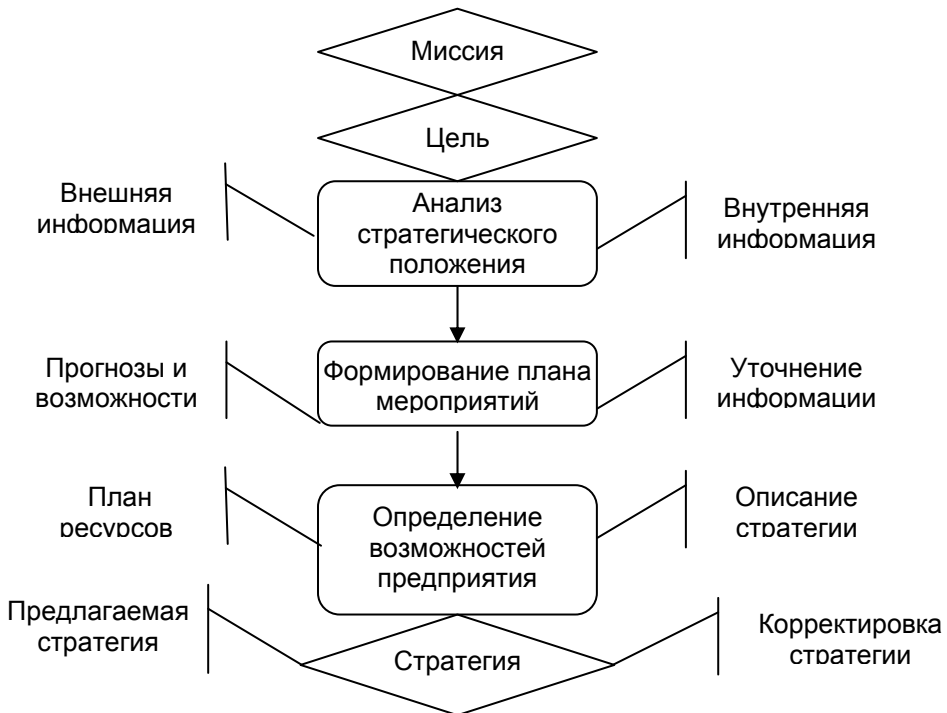 Миссия
Цель
Внешняя
информация
Анализ
стратегического
положения
Внутренняя
информация
Прогнозы и
возможности
Формирование плана
мероприятий
Уточнение
информации
План
ресурсов
Определение
возможностей
предприятия
Описание
стратегии
Предлагаемая
стратегия
Стратегия
Корректировка
стратегии